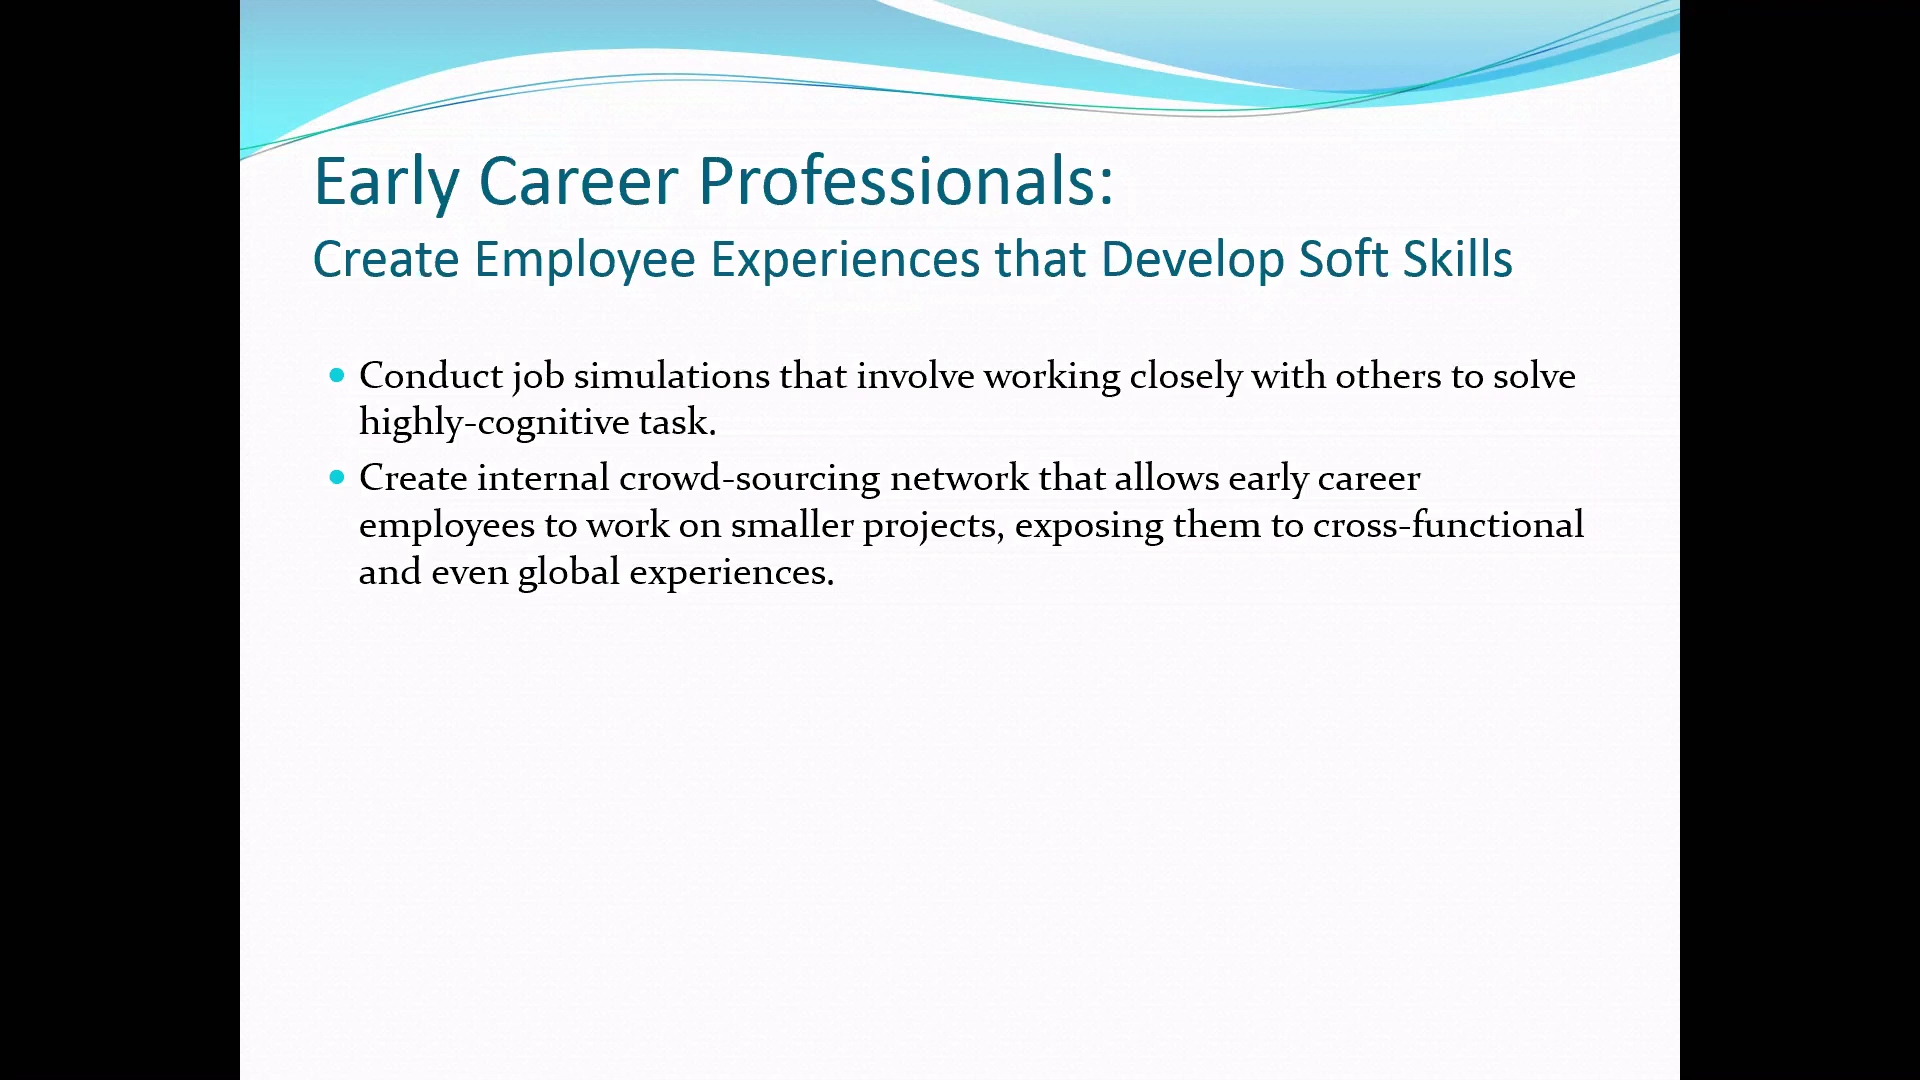 Early Career Professionals:
Create Employee Experiences that Develop Soft Skills
Conduct job simulations that involve working closely with others to solve
highly-cognitive task.
Create internal crowd-sourcing network that allows early career
employees to work on smaller projects, exposing them to cross-functional
and even global experiences.